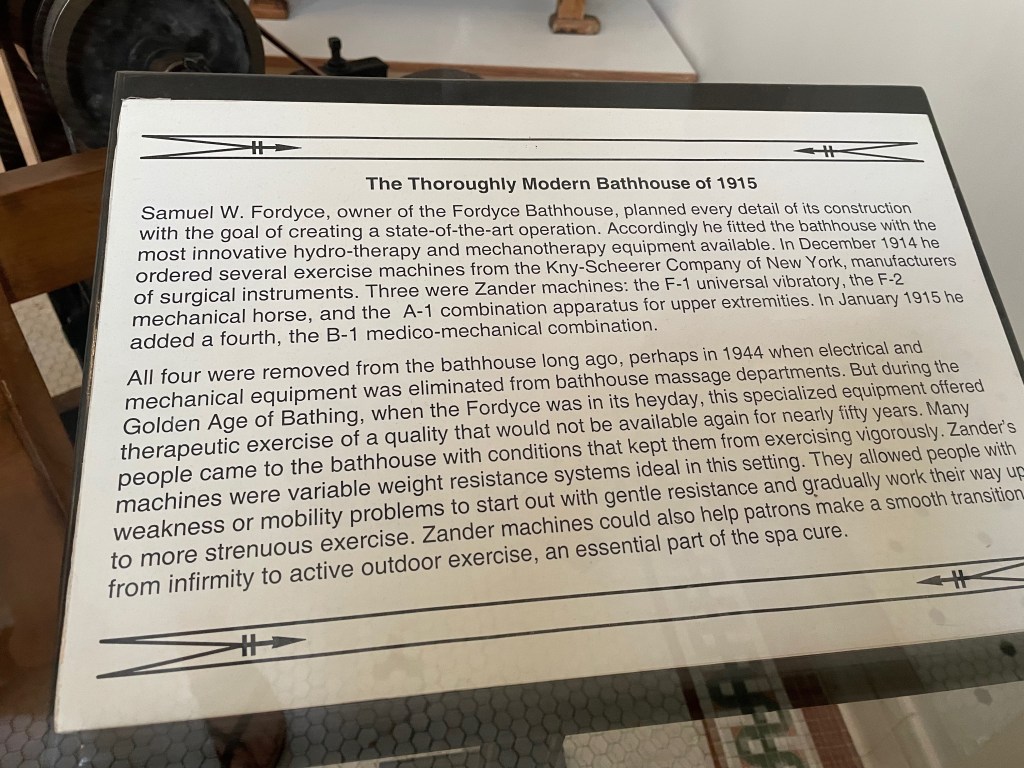 The Thoroughly Modern Bathhouse of 1915
Samuel W. Fordyce, owner of the Fordyce Bathhouse, planned every detail of its construction
with the goal of creating a state-of-the-art operation. Accordingly he fitted the bathhouse with the
most innovative hydro-therapy and mechanotherapy equipment available. In December 1914 he
ordered several exercise machines from the Kny-Scheerer Company of New York, manufacturers
of surgical instruments. Three were Zander machines: the F-1 universal vibratory, the F-2
mechanical horse, and the A-1 combination apparatus for upper extremities. In January 1915 he
added a fourth, the B-1 medico-mechanical combination.
All four were removed from the bathhouse long ago, perhaps in 1944 when electrical and
mechanical equipment was eliminated from bathhouse massage departments. But during the
Golden Age of Bathing, when the Fordyce was in its heyday, this specialized equipment offered
therapeutic exercise of a quality that would not be available again for nearly fifty years. Many
people came to the bathhouse with conditions that kept them from exercising vigorously. Zander's
machines were variable weight resistance systems ideal in this setting. They allowed people with
weakness or mobility problems to start out with gentle resistance and gradually work their way up
to more strenuous exercise. Zander machines could also help patrons make a smooth transition
from infirmity to active outdoor exercise, an essential part of the spa cure.